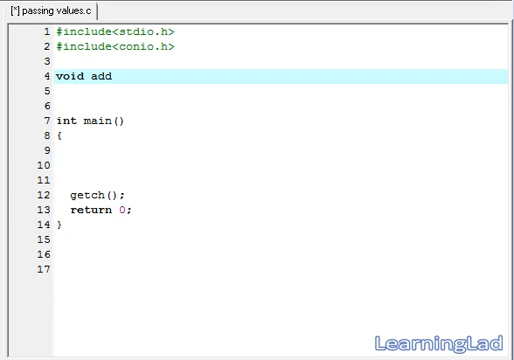 [*] passing values.c
1 #include<stdio.h>
2 #include<conio.h>
3
4 void add
5
6
7 int main()
8 {
9
10
11
12 getch();
13 return 0;
14 }
15
16
17
LearningLad